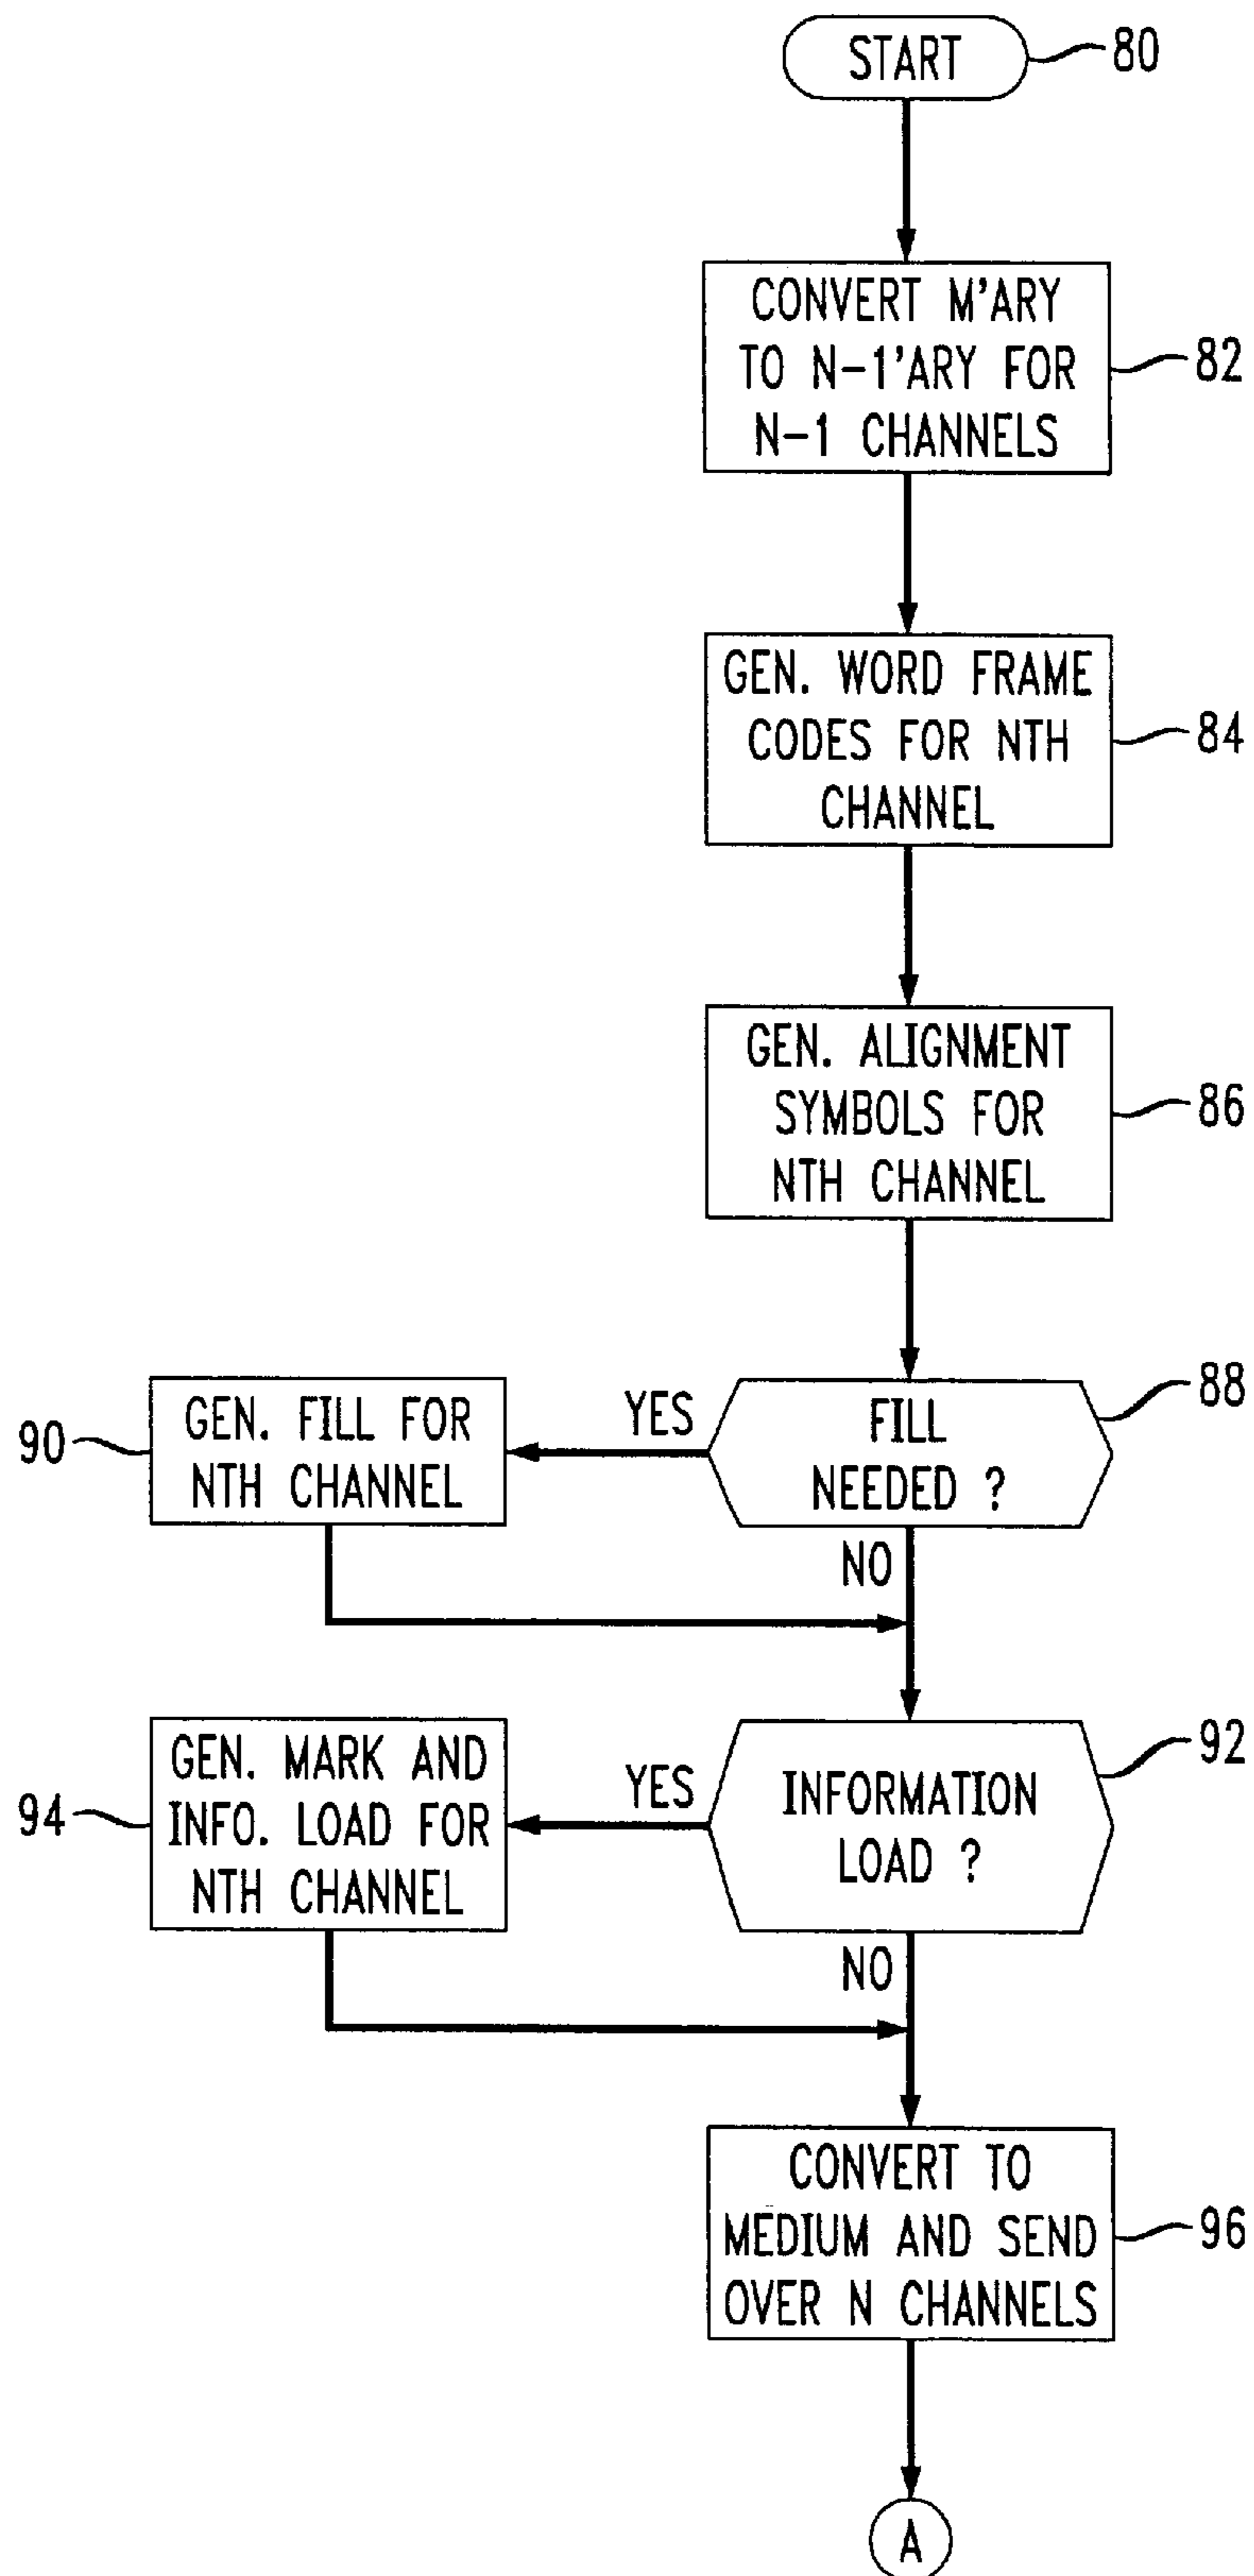 START
80
CONVERT M'ARY
TO N-1'ARY FOR
N-1 CHANNELS
82
GEN. WORD FRAME
CODES FOR NTH
CHANNEL
84
GEN. ALIGNMENT
SYMBOLS FOR
NTH CHANNEL
86
FILL
NEEDED ?
88
YES
GEN. FILL FOR
NTH CHANNEL
90
NO
INFORMATION
LOAD ?
92
YES
GEN. MARK AND
INFO. LOAD FOR
NTH CHANNEL
94
NO
CONVERT TO
MEDIUM AND SEND
OVER N CHANNELS
96
A